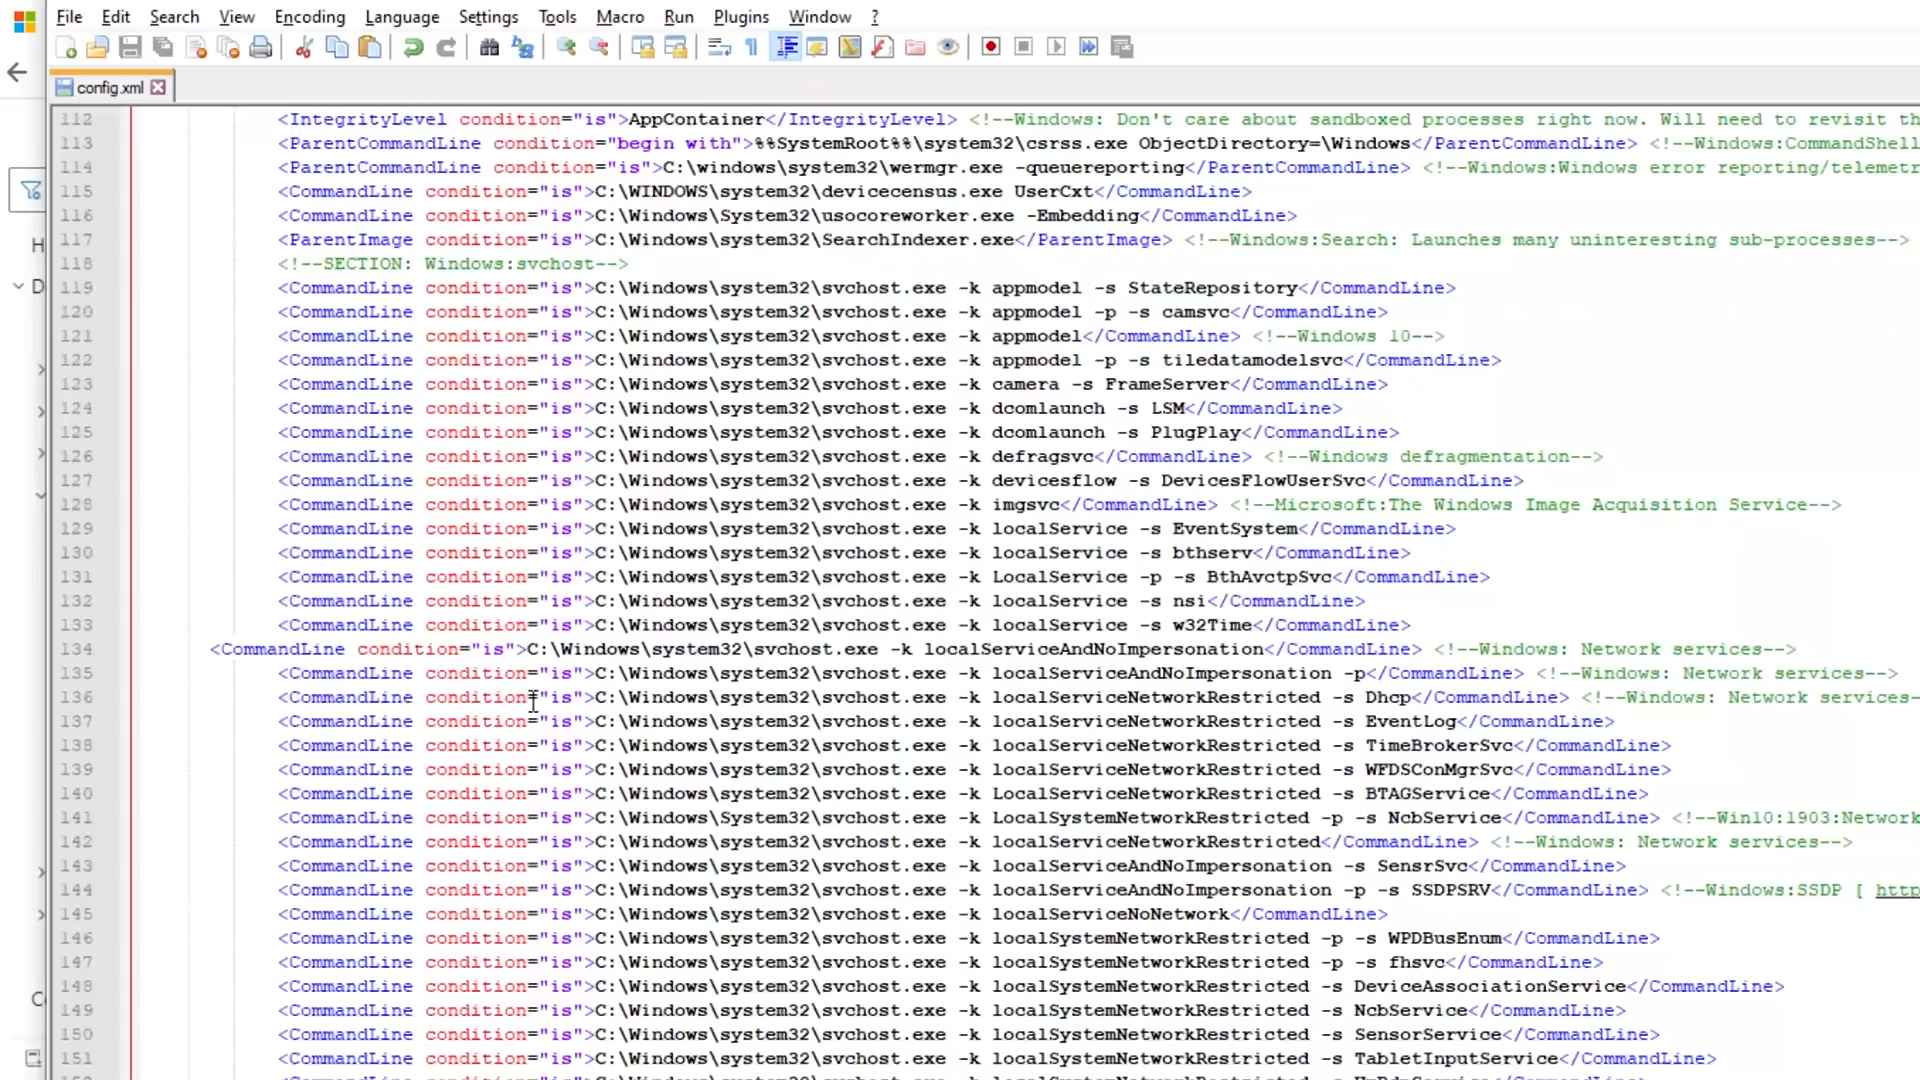 File Edit Search View Encoding Language Settings Tools Macro Run Plugins Window ?
config.xml
112 <IntegrityLevel condition="is">AppContainer</IntegrityLevel> <!--Windows: Don't care about sandboxed processes right now. Will need to revisit th
113 <ParentCommandLine condition="begin with">%%SystemRoot%%\system32\csrss.exe ObjectDirectory=\Windows</ParentCommandLine> <!--Windows:CommandShell
114 <ParentCommandLine condition="is">C:\windows\system32\wermgr.exe -queuereporting</ParentCommandLine> <!--Windows:Windows error reporting/telemetr
115 <CommandLine condition="is">C:\WINDOWS\system32\devicecensus.exe UserCxt</CommandLine>
116 <CommandLine condition="is">C:\Windows\System32\usocoreworker.exe -Embedding</CommandLine>
117 <ParentImage condition="is">C:\Windows\system32\SearchIndexer.exe</ParentImage> <!--Windows:Search: Launches many uninteresting sub-processes-->
118 <!--SECTION: Windows:svchost-->
119 <CommandLine condition="is">C:\Windows\system32\svchost.exe -k appmodel -s StateRepository</CommandLine>
120 <CommandLine condition="is">C:\Windows\system32\svchost.exe -k appmodel -p -s camsvc</CommandLine>
121 <CommandLine condition="is">C:\Windows\system32\svchost.exe -k appmodel</CommandLine> <!--Windows 10-->
122 <CommandLine condition="is">C:\Windows\system32\svchost.exe -k appmodel -p -s tiledatamodelsvc</CommandLine>
123 <CommandLine condition="is">C:\Windows\system32\svchost.exe -k camera -s FrameServer</CommandLine>
124 <CommandLine condition="is">C:\Windows\system32\svchost.exe -k dcomlaunch -s LSM</CommandLine>
125 <CommandLine condition="is">C:\Windows\system32\svchost.exe -k dcomlaunch -s PlugPlay</CommandLine>
126 <CommandLine condition="is">C:\Windows\system32\svchost.exe -k defragsvc</CommandLine> <!--Windows defragmentation-->
127 <CommandLine condition="is">C:\Windows\system32\svchost.exe -k devicesflow -s DevicesFlowUserSvc</CommandLine>
128 <CommandLine condition="is">C:\Windows\system32\svchost.exe -k imgsvc</CommandLine> <!--Microsoft:The Windows Image Acquisition Service-->
129 <CommandLine condition="is">C:\Windows\system32\svchost.exe -k localService -s EventSystem</CommandLine>
130 <CommandLine condition="is">C:\Windows\system32\svchost.exe -k localService -s bthserv</CommandLine>
131 <CommandLine condition="is">C:\Windows\system32\svchost.exe -k LocalService -p -s BthAvctpSvc</CommandLine>
132 <CommandLine condition="is">C:\Windows\system32\svchost.exe -k localService -s nsi</CommandLine>
133 <CommandLine condition="is">C:\Windows\system32\svchost.exe -k localService -s w32Time</CommandLine>
134 <CommandLine condition="is">C:\Windows\system32\svchost.exe -k localServiceAndNoImpersonation</CommandLine> <!--Windows: Network services-->
135 <CommandLine condition="is">C:\Windows\system32\svchost.exe -k localServiceAndNoImpersonation -p</CommandLine> <!--Windows: Network services-->
136 <CommandLine condition="is">C:\Windows\system32\svchost.exe -k localServiceNetworkRestricted -s Dhcp</CommandLine> <!--Windows: Network services-
137 <CommandLine condition="is">C:\Windows\system32\svchost.exe -k localServiceNetworkRestricted -s EventLog</CommandLine>
138 <CommandLine condition="is">C:\Windows\system32\svchost.exe -k localServiceNetworkRestricted -s TimeBrokerSvc</CommandLine>
139 <CommandLine condition="is">C:\Windows\system32\svchost.exe -k localServiceNetworkRestricted -s WFDSConMgrSvc</CommandLine>
140 <CommandLine condition="is">C:\Windows\system32\svchost.exe -k LocalServiceNetworkRestricted -s BTAGService</CommandLine>
141 <CommandLine condition="is">C:\Windows\System32\svchost.exe -k LocalSystemNetworkRestricted -p -s NcbService</CommandLine> <!--Win10:1903:Network
142 <CommandLine condition="is">C:\Windows\system32\svchost.exe -k localServiceNetworkRestricted</CommandLine> <!--Windows: Network services-->
143 <CommandLine condition="is">C:\Windows\system32\svchost.exe -k localServiceAndNoImpersonation -s SensrSvc</CommandLine>
144 <CommandLine condition="is">C:\Windows\system32\svchost.exe -k localServiceAndNoImpersonation -p -s SSDPSRV</CommandLine> <!--Windows:SSDP [ http
145 <CommandLine condition="is">C:\Windows\system32\svchost.exe -k localServiceNoNetwork</CommandLine>
146 <CommandLine condition="is">C:\Windows\system32\svchost.exe -k localSystemNetworkRestricted -p -s WPDBusEnum</CommandLine>
147 <CommandLine condition="is">C:\Windows\system32\svchost.exe -k localSystemNetworkRestricted -p -s fhsvc</CommandLine>
148 <CommandLine condition="is">C:\Windows\system32\svchost.exe -k localSystemNetworkRestricted -s DeviceAssociationService</CommandLine>
149 <CommandLine condition="is">C:\Windows\system32\svchost.exe -k localSystemNetworkRestricted -s NcbService</CommandLine>
150 <CommandLine condition="is">C:\Windows\system32\svchost.exe -k localSystemNetworkRestricted -s SensorService</CommandLine>
151 <CommandLine condition="is">C:\Windows\system32\svchost.exe -k localSystemNetworkRestricted -s TabletInputService</CommandLine>